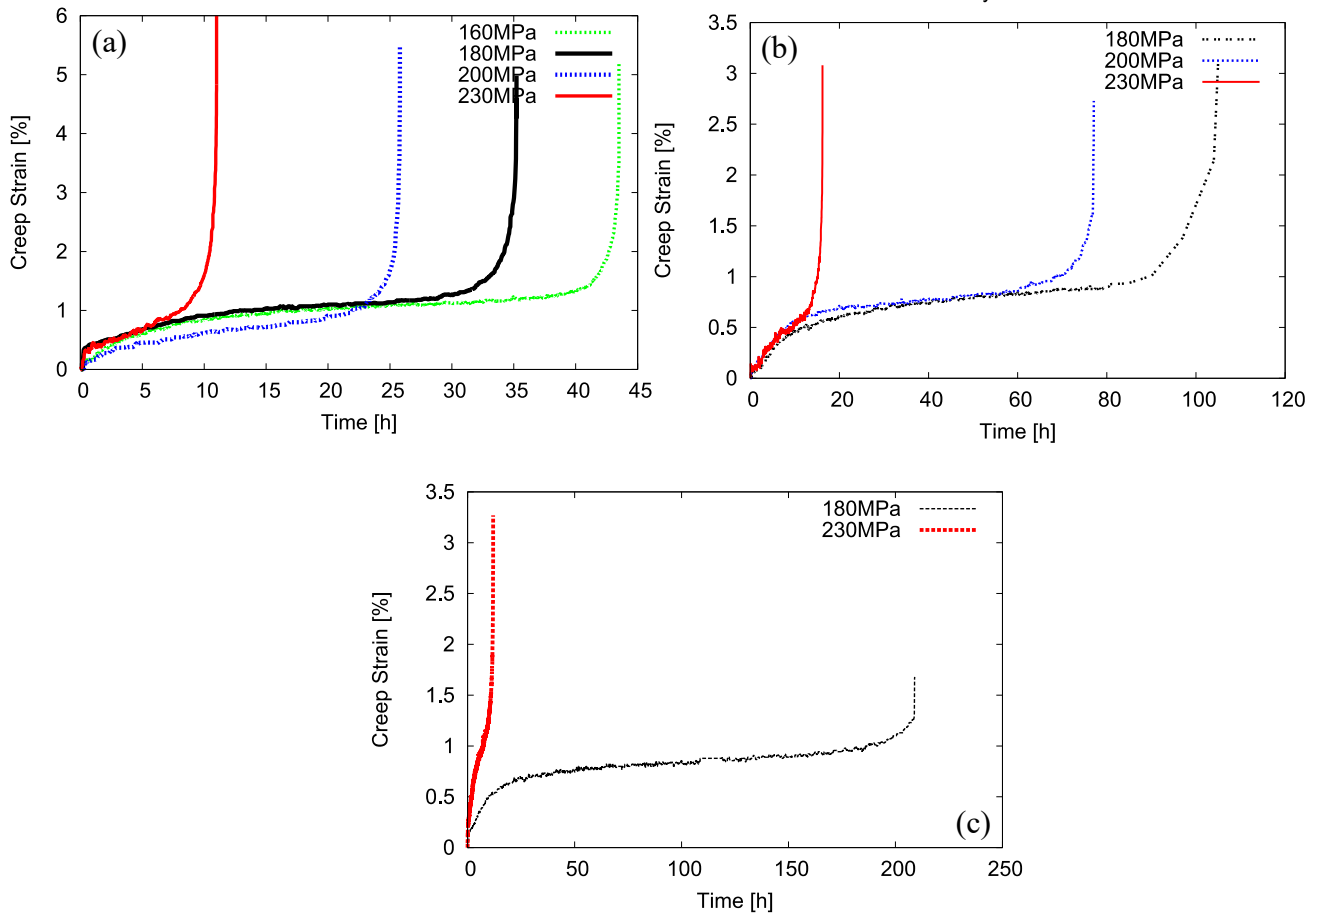 (a)
160MPa
180MPa
200MPa
230MPa
6
5
4
3
2
1
0
Creep Strain [%]
0 5 10 15 20 25 30 35 40 45
Time [h]
(b)
180MPa
200MPa
230MPa
3.5
3
2.5
2
1.5
1
0.5
0
Creep Strain [%]
0 20 40 60 80 100 120
Time [h]
180MPa
230MPa
3.5
3
2.5
2
1.5
1
0.5
0
Creep Strain [%]
(c)
0 50 100 150 200 250
Time [h]